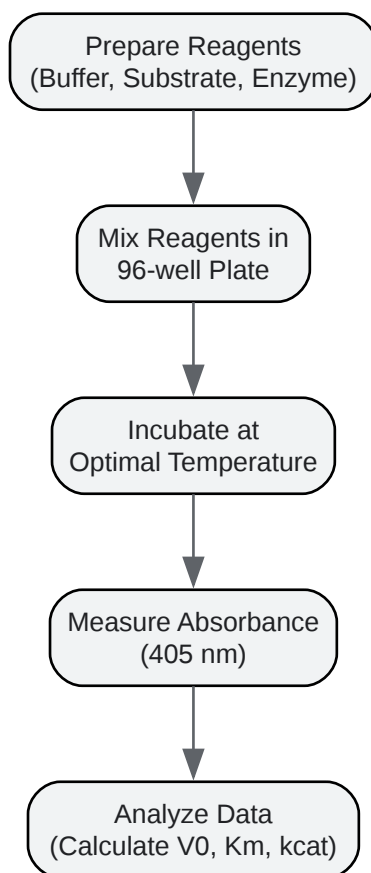 Prepare Reagents
(Buffer, Substrate, Enzyme)
Mix Reagents in
96-well Plate
Incubate at
Optimal Temperature
Measure Absorbance
(405 nm)
Analyze Data
(Calculate V0, Km, kcat)